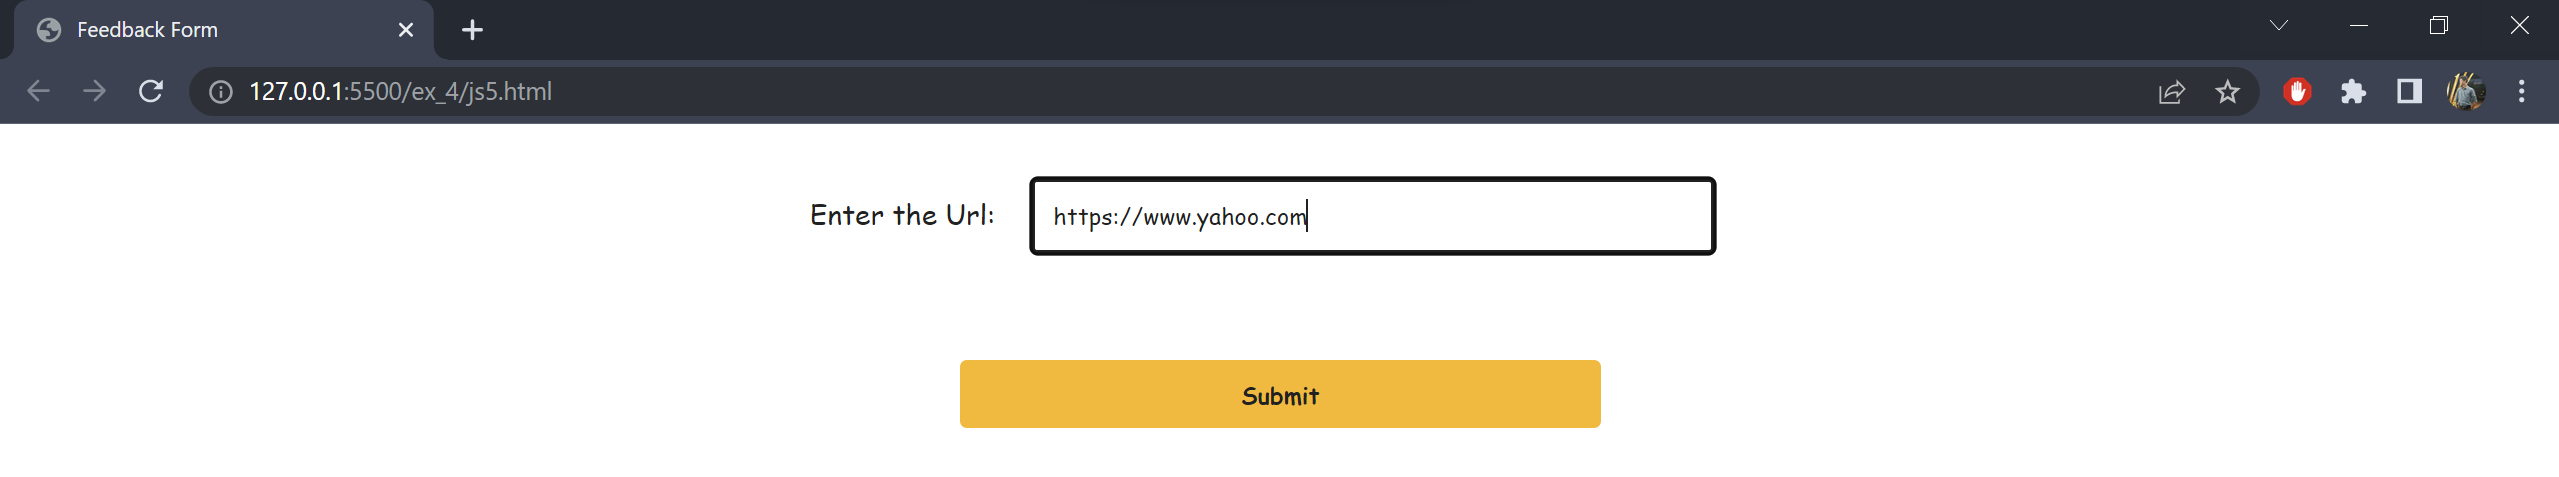 Feedback Form
127.0.0.1:5500/ex_4/js5.html
Enter the Url: https://www.yahoo.com
Submit